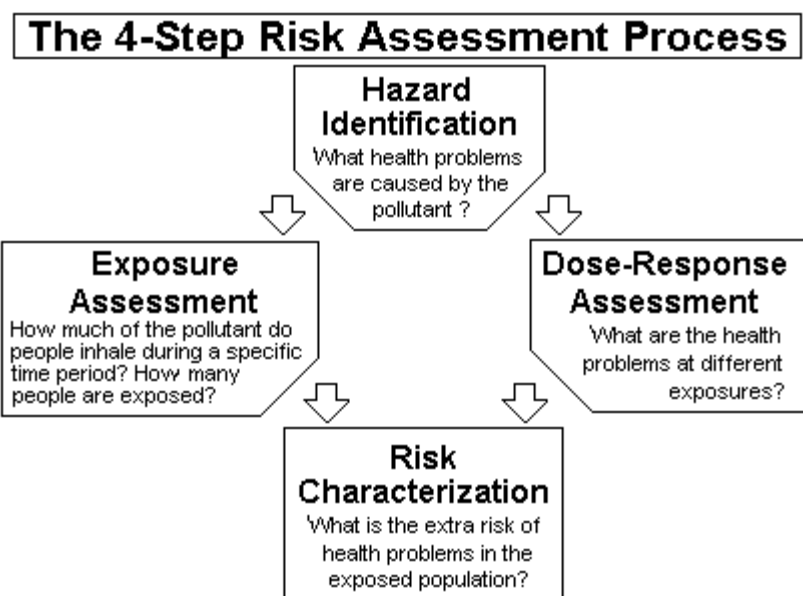 The 4-Step Risk Assessment Process
Hazard
Identification
What health problems
are caused by the
pollutant ?
Exposure
Assessment
How much of the pollutant do
people inhale during a specific
time period? How many
people are exposed?
Dose-Response
Assessment
What are the health
problems at different
exposures?
Risk
Characterization
What is the extra risk of
health problems in the
exposed population?